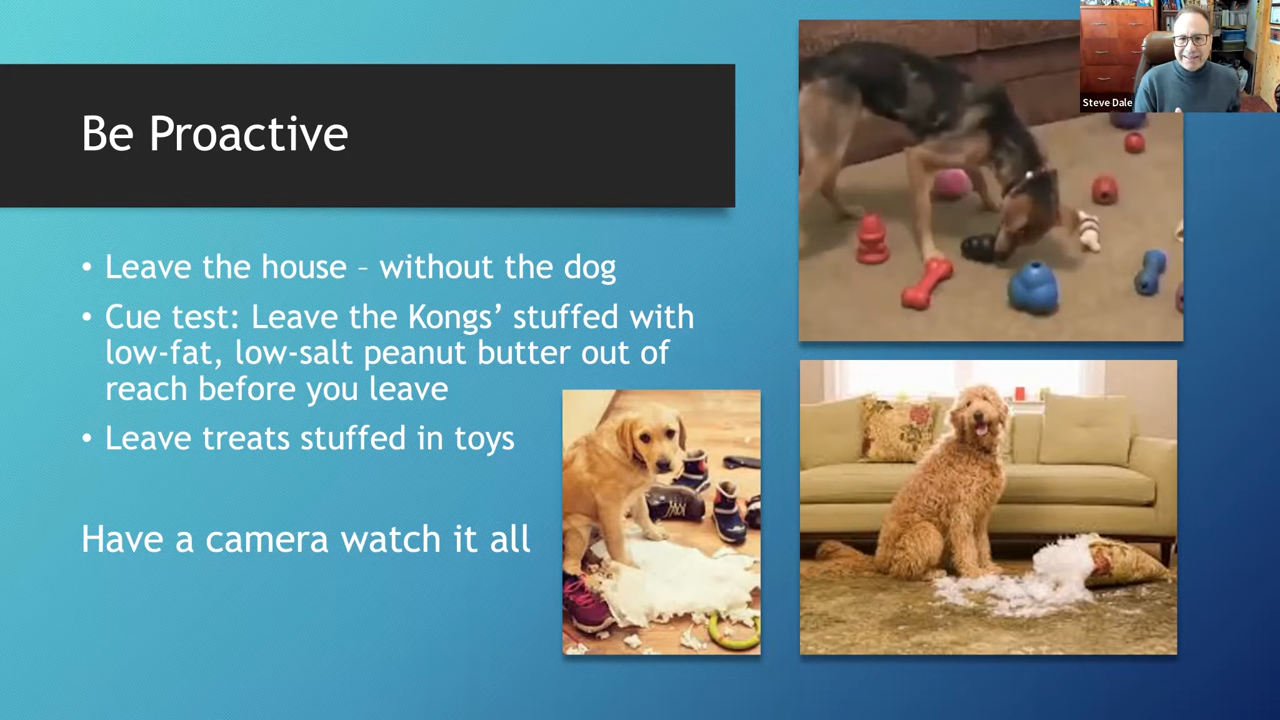 Steve Dale
Be Proactive
• Leave the house – without the dog
• Cue test: Leave the Kongs’ stuffed with
low-fat, low-salt peanut butter out of
reach before you leave
• Leave treats stuffed in toys
Have a camera watch it all